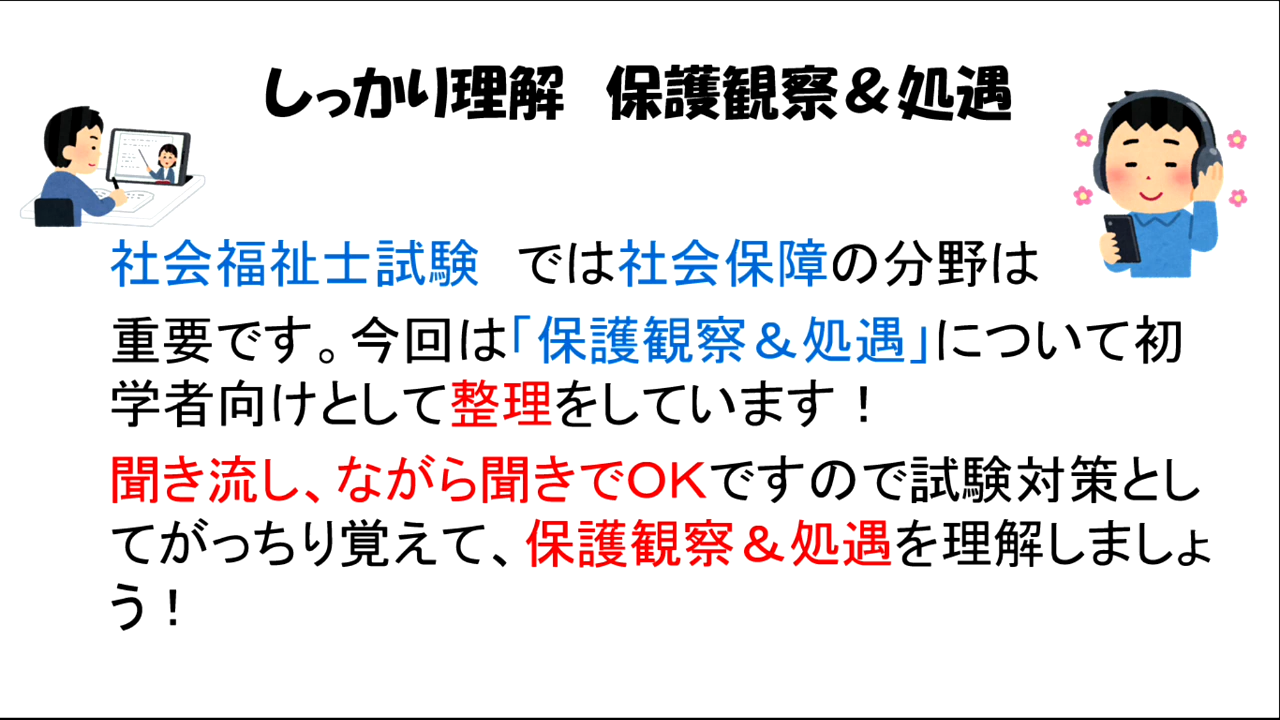 しっかり理解　保護観察＆処遇
社会福祉士試験　では社会保障の分野は
重要です。今回は「保護観察＆処遇」について初
学者向けとして整理をしています！
聞き流し、ながら聞きでＯＫですので試験対策とし
てがっちり覚えて、保護観察＆処遇を理解しましょ
う！